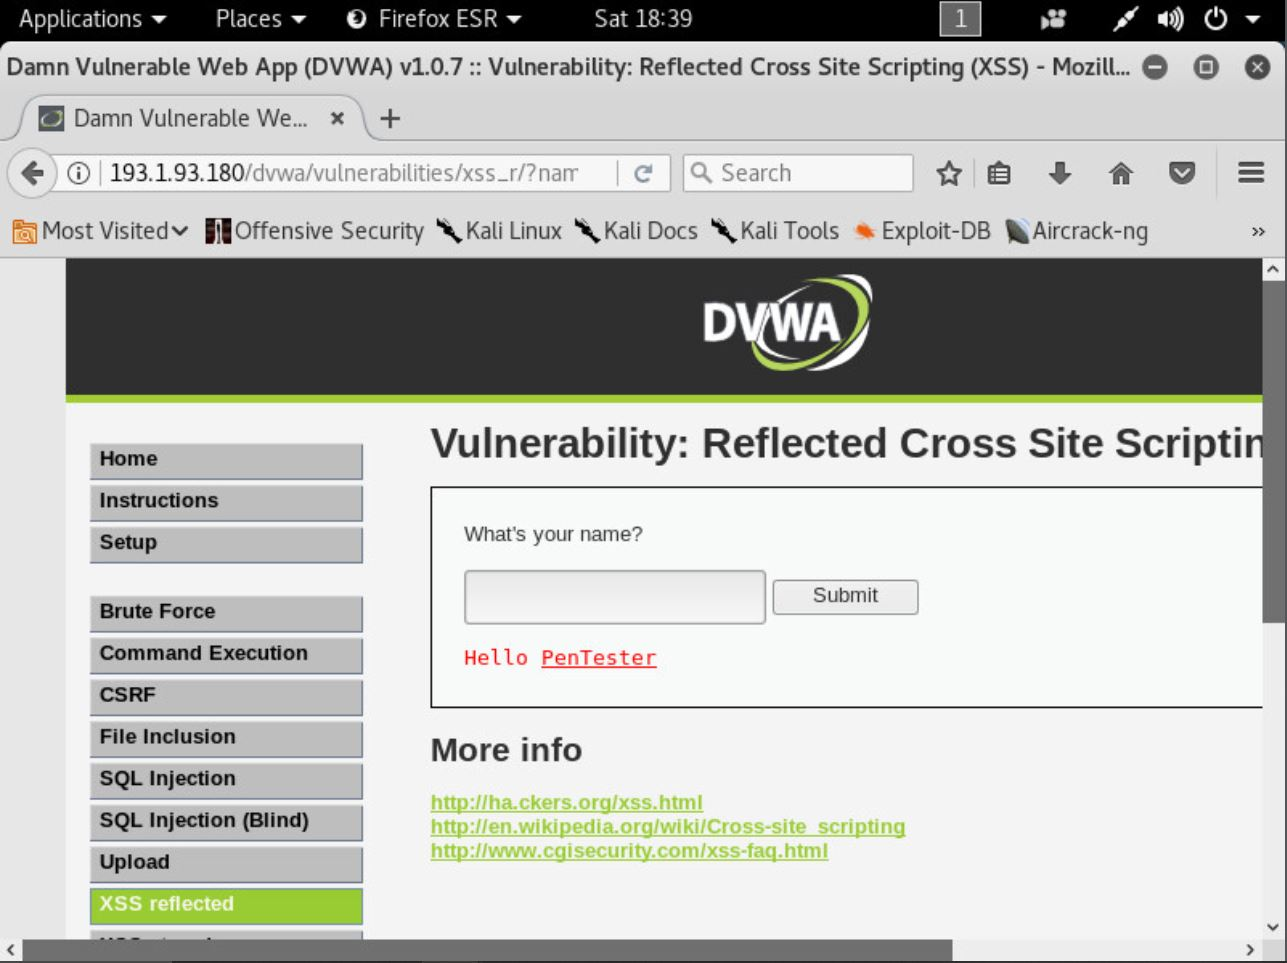 Applications Places Firefox ESR Sat 18:39 1
Damn Vulnerable Web App (DVWA) v1.0.7 :: Vulnerability: Reflected Cross Site Scripting (XSS) - Mozill...
Damn Vulnerable We...
193.1.93.180/dvwa/vulnerabilities/xss_r/?nam Search
Most Visited Offensive Security Kali Linux Kali Docs Kali Tools Exploit-DB Aircrack-ng »
DVWA
Vulnerability: Reflected Cross Site Scriptin
Home
Instructions
Setup
What's your name?
Submit
Hello PenTester
Brute Force
Command Execution
CSRF
File Inclusion
SQL Injection
SQL Injection (Blind)
Upload
XSS reflected
More info
http://ha.ckers.org/xss.html
http://en.wikipedia.org/wiki/Cross-site_scripting
http://www.cgisecurity.com/xss-faq.html